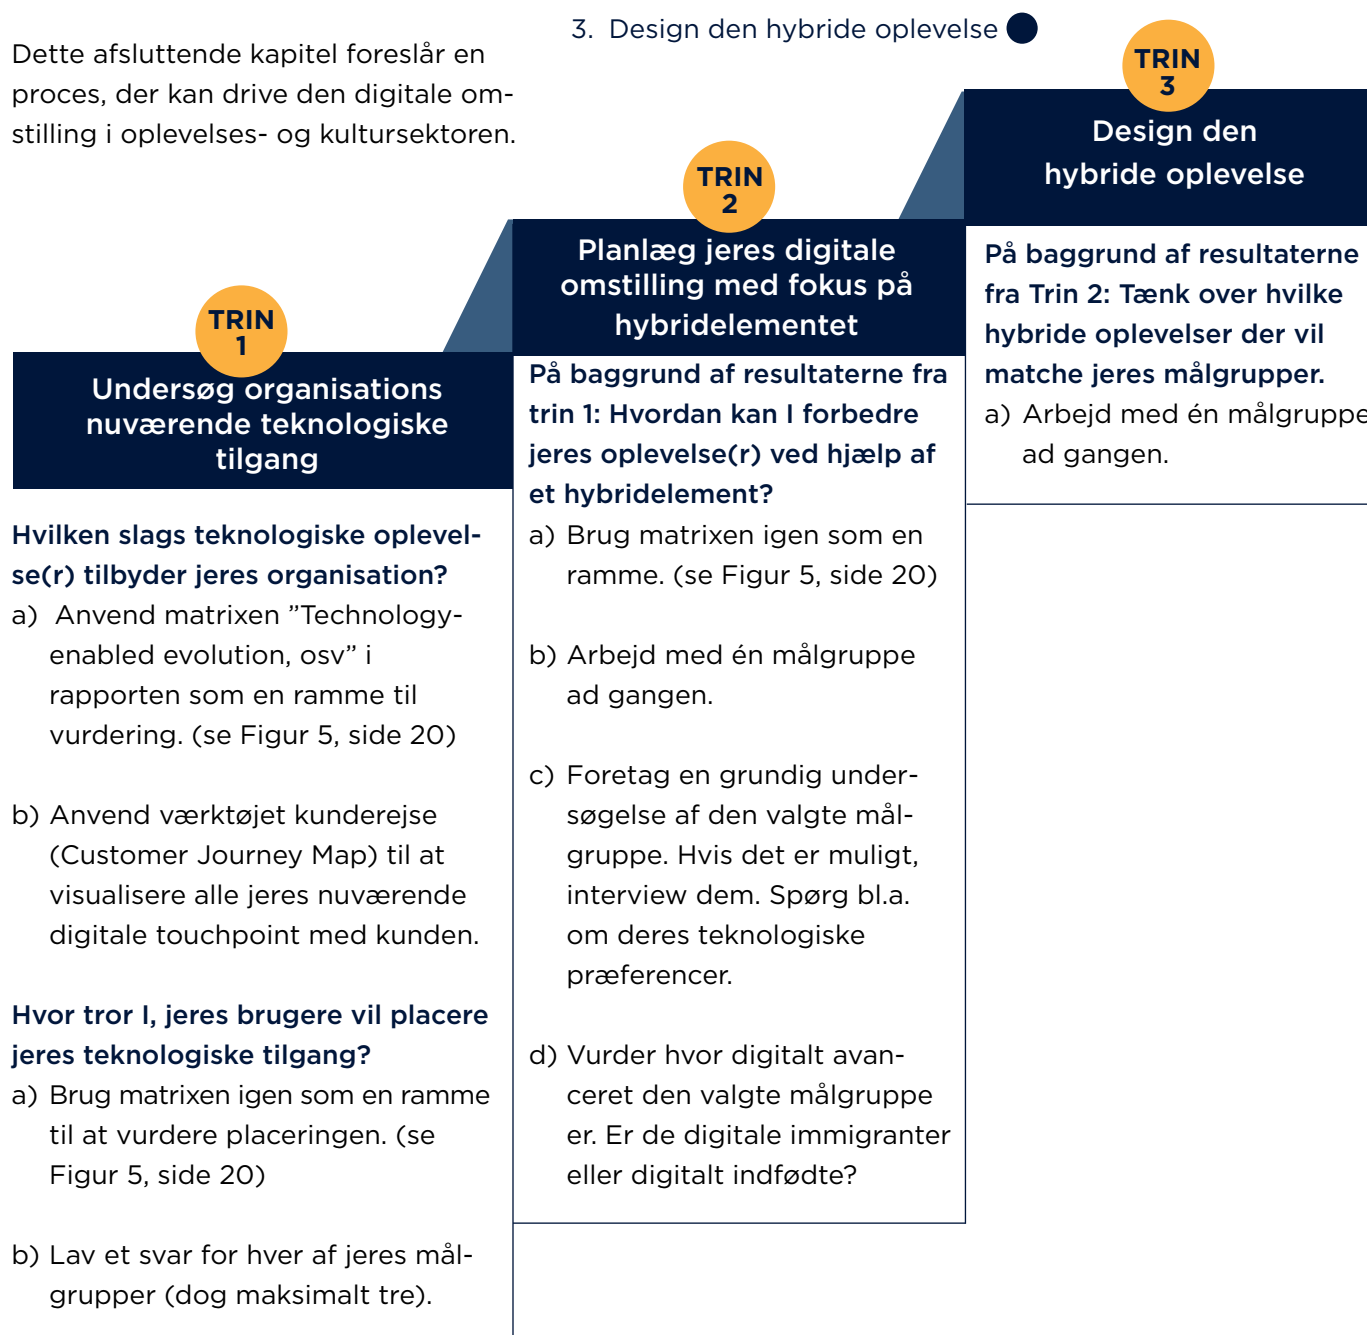 Dette afsluttende kapitel foreslår en
proces, der kan drive den digitale om-
stilling i oplevelses- og kultursektoren.
3. Design den hybride oplevelse
TRIN
1
Undersøg organisations
nuværende teknologiske
tilgang
Hvilken slags teknologiske oplevel-
se(r) tilbyder jeres organisation?
a) Anvend matrixen ”Technology-
enabled evolution, osv” i
rapporten som en ramme til
vurdering. (se Figur 5, side 20)
b) Anvend værktøjet kunderejse
(Customer Journey Map) til at
visualisere alle jeres nuværende
digitale touchpoint med kunden.
Hvor tror I, jeres brugere vil placere
jeres teknologiske tilgang?
a) Brug matrixen igen som en ramme
til at vurdere placeringen. (se
Figur 5, side 20)
b) Lav et svar for hver af jeres mål-
grupper (dog maksimalt tre).
TRIN
2
Planlæg jeres digitale
omstilling med fokus på
hybridelementet
På baggrund af resultaterne fra
trin 1: Hvordan kan I forbedre
jeres oplevelse(r) ved hjælp af
et hybridelement?
a) Brug matrixen igen som en
ramme. (se Figur 5, side 20)
b) Arbejd med én målgruppe
ad gangen.
c) Foretag en grundig under-
søgelse af den valgte mål-
gruppe. Hvis det er muligt,
interview dem. Spørg bl.a.
om deres teknologiske
præferencer.
d) Vurder hvor digitalt avan-
ceret den valgte målgruppe
er. Er de digitale immigranter
eller digitalt indfødte?
TRIN
3
Design den
hybride oplevelse
På baggrund af resultaterne
fra Trin 2: Tænk over hvilke
hybride oplevelser der vil
matche jeres målgrupper.
a) Arbejd med én målgruppe
ad gangen.